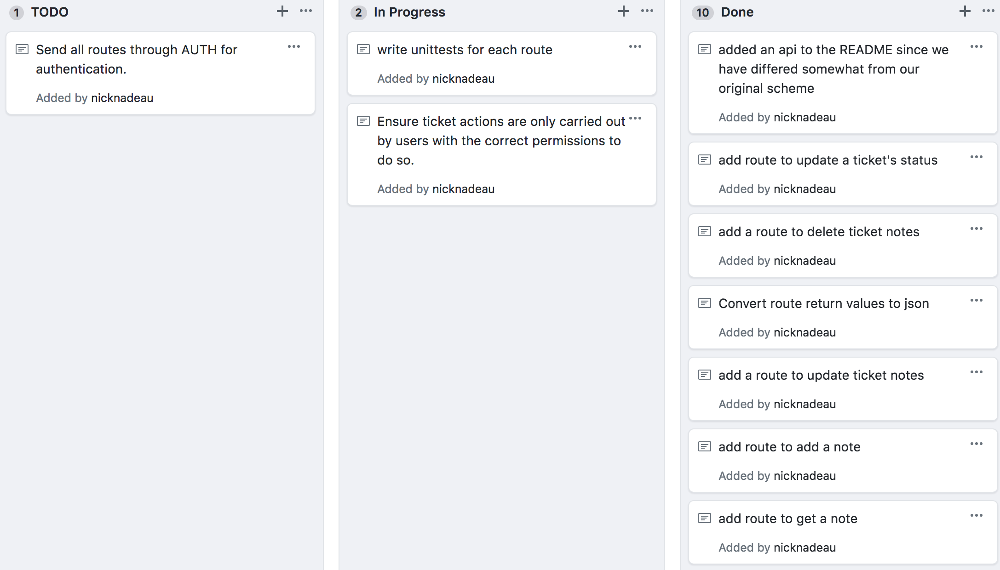 1 TODO
Send all routes through AUTH for
authentication.
Added by nicknadeau
2 In Progress
write unittests for each route
Added by nicknadeau
Ensure ticket actions are only carried out
by users with the correct permissions to
do so.
Added by nicknadeau
10 Done
added an api to the README since we
have differed somewhat from our
original scheme
Added by nicknadeau
add route to update a ticket's status
Added by nicknadeau
add a route to delete ticket notes
Added by nicknadeau
Convert route return values to json
Added by nicknadeau
add a route to update ticket notes
Added by nicknadeau
add route to add a note
Added by nicknadeau
add route to get a note
Added by nicknadeau